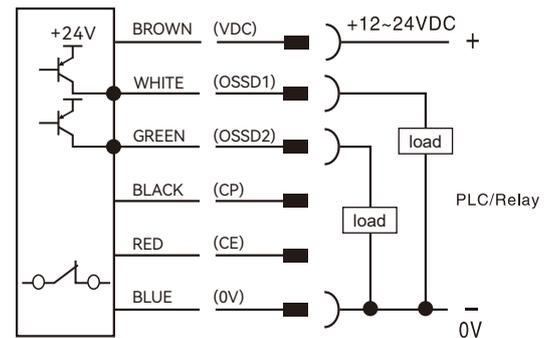 +24V
BROWN (VDC) +12~24VDC +
WHITE (OSSD1)
GREEN (OSSD2)
load
BLACK (CP)
PLC/Relay
load
RED (CE)
BLUE (0V) −
0V